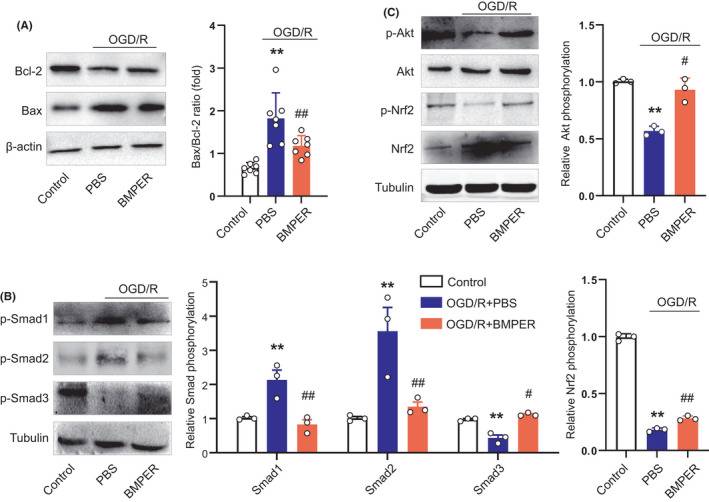 (A)
OGD/R
Bcl-2
Bax
β-actin
Control
PBS
BMPER
Bax/Bcl-2 ratio (fold)
4
3
2
1
0
OGD/R
**
##
Control
PBS
BMPER
(C)
OGD/R
p-Akt
Akt
p-Nrf2
Nrf2
Tubulin
Control
PBS
BMPER
Relative Akt phosphorylation
1.5
1.0
0.5
0.0
OGD/R
**
#
Control
PBS
BMPER
(B)
OGD/R
p-Smad1
p-Smad2
p-Smad3
Tubulin
Control
PBS
BMPER
Relative Smad phosphorylation
5
4
2
1
0
**
##
**
##
**
#
Smad1
Smad2
Smad3
Control
OGD/R+PBS
OGD/R+BMPER
Relative Nrf2 phosphorylation
1.5
1.0
0.5
0.0
OGD/R
**
##
Control
PBS
BMPER